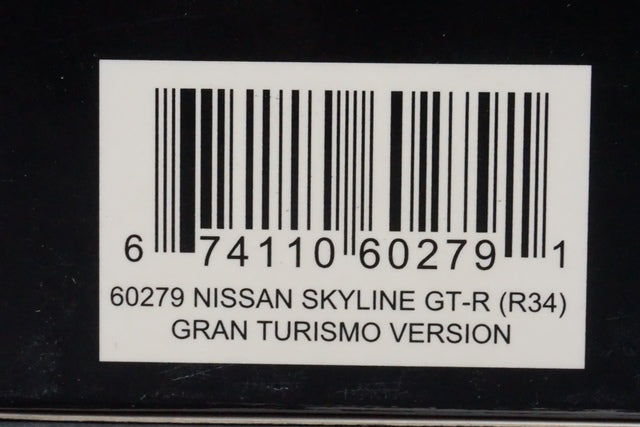 6 74110 60279 1
60279 NISSAN SKYLINE GT-R (R34)
GRAN TURISMO VERSION